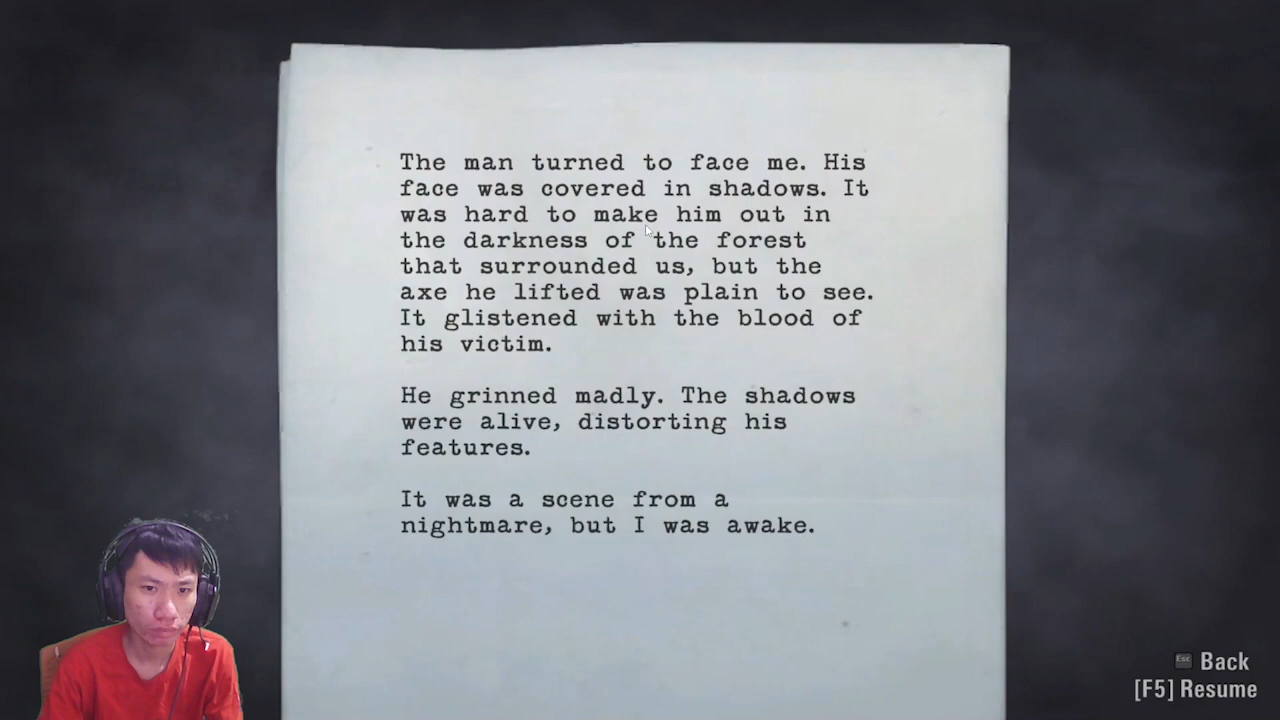 The man turned to face me. His
face was covered in shadows. It
was hard to make him out in
the darkness of the forest
that surrounded us, but the
axe he lifted was plain to see.
It glistened with the blood of
his victim.
He grinned madly. The shadows
were alive, distorting his
features.
It was a scene from a
nightmare, but I was awake.
Esc Back
[F5] Resume